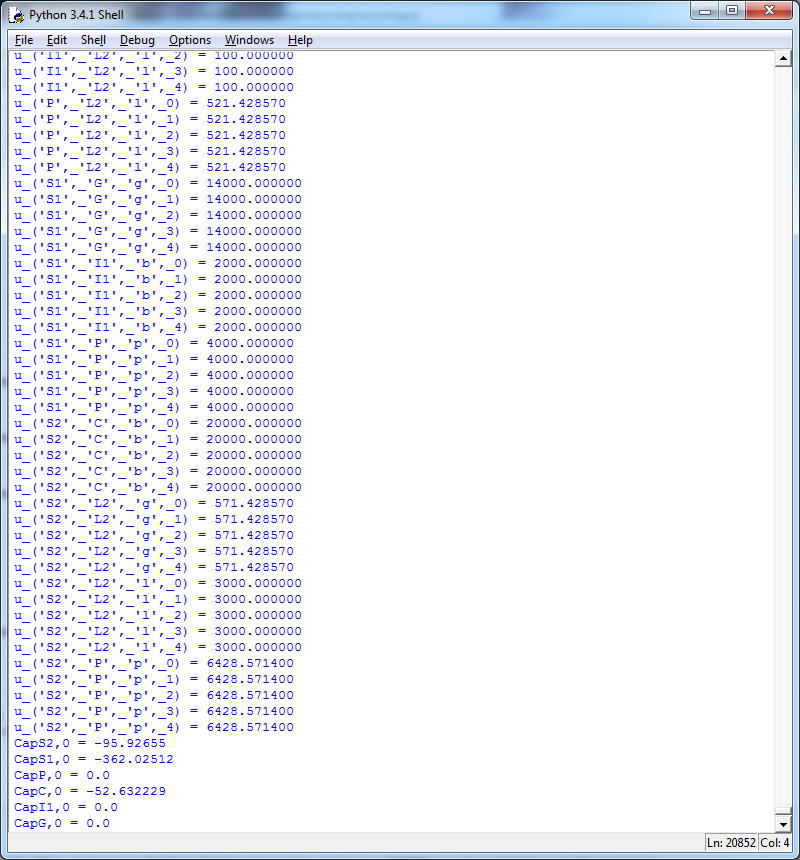 Python 3.4.1 Shell
File Edit Shell Debug Options Windows Help
u_('I1',_'L2',_'l',_2) = 100.000000
u_('I1',_'L2',_'l',_3) = 100.000000
u_('I1',_'L2',_'l',_4) = 100.000000
u_('P',_'L2',_'l',_0) = 521.428570
u_('P',_'L2',_'l',_1) = 521.428570
u_('P',_'L2',_'l',_2) = 521.428570
u_('P',_'L2',_'l',_3) = 521.428570
u_('P',_'L2',_'l',_4) = 521.428570
u_('S1',_'G',_'g',_0) = 14000.000000
u_('S1',_'G',_'g',_1) = 14000.000000
u_('S1',_'G',_'g',_2) = 14000.000000
u_('S1',_'G',_'g',_3) = 14000.000000
u_('S1',_'G',_'g',_4) = 14000.000000
u_('S1',_'I1',_'b',_0) = 2000.000000
u_('S1',_'I1',_'b',_1) = 2000.000000
u_('S1',_'I1',_'b',_2) = 2000.000000
u_('S1',_'I1',_'b',_3) = 2000.000000
u_('S1',_'I1',_'b',_4) = 2000.000000
u_('S1',_'P',_'p',_0) = 4000.000000
u_('S1',_'P',_'p',_1) = 4000.000000
u_('S1',_'P',_'p',_2) = 4000.000000
u_('S1',_'P',_'p',_3) = 4000.000000
u_('S1',_'P',_'p',_4) = 4000.000000
u_('S2',_'C',_'b',_0) = 20000.000000
u_('S2',_'C',_'b',_1) = 20000.000000
u_('S2',_'C',_'b',_2) = 20000.000000
u_('S2',_'C',_'b',_3) = 20000.000000
u_('S2',_'C',_'b',_4) = 20000.000000
u_('S2',_'L2',_'g',_0) = 571.428570
u_('S2',_'L2',_'g',_1) = 571.428570
u_('S2',_'L2',_'g',_2) = 571.428570
u_('S2',_'L2',_'g',_3) = 571.428570
u_('S2',_'L2',_'g',_4) = 571.428570
u_('S2',_'L2',_'l',_0) = 3000.000000
u_('S2',_'L2',_'l',_1) = 3000.000000
u_('S2',_'L2',_'l',_2) = 3000.000000
u_('S2',_'L2',_'l',_3) = 3000.000000
u_('S2',_'L2',_'l',_4) = 3000.000000
u_('S2',_'P',_'p',_0) = 6428.571400
u_('S2',_'P',_'p',_1) = 6428.571400
u_('S2',_'P',_'p',_2) = 6428.571400
u_('S2',_'P',_'p',_3) = 6428.571400
u_('S2',_'P',_'p',_4) = 6428.571400
CapS2,0 = -95.92655
CapS1,0 = -362.02512
CapP,0 = 0.0
CapC,0 = -52.632229
CapI1,0 = 0.0
CapG,0 = 0.0
Ln: 20852 Col: 4